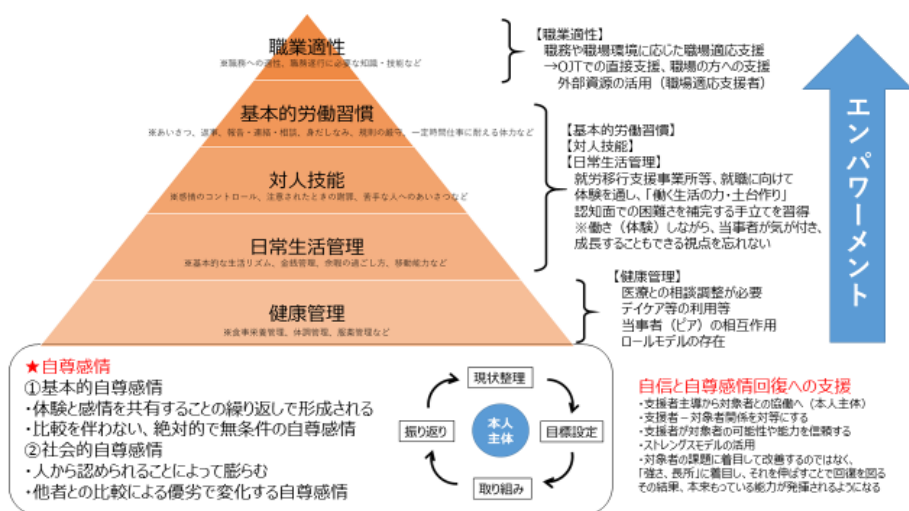 職業適性
※職務への適性、職務遂行に必要な知識・技能など
基本的労働習慣
※あいさつ、返事、報告・連絡・相談、身だしなみ、規則の厳守、一定時間仕事に耐える体力など
対人技能
※感情のコントロール、注意されたときの謝罪、苦手な人へのあいさつなど
日常生活管理
※基本的な生活リズム、金銭管理、余暇の過ごし方、移動能力など
健康管理
※食事栄養管理、体調管理、服薬管理など
【職業適性】
職務や職場環境に応じた職場適応支援
→OJTでの直接支援、職場の方への支援
外部資源の活用（職場適応支援者）
【基本的労働習慣】
【対人技能】
【日常生活管理】
就労移行支援事業所等、就職に向けて
体験を通し、「働く生活の力・土台作り」
認知面での困難さを補完する手立てを習得
※働き（体験）しながら、当事者が気が付き、
成長することもできる視点を忘れない
【健康管理】
医療との相談調整が必要
デイケア等の利用等
当事者（ピア）の相互作用
ロールモデルの存在
エンパワーメント
★自尊感情
①基本的自尊感情
・体験と感情を共有することの繰り返しで形成される
・比較を伴わない、絶対的で無条件の自尊感情
②社会的自尊感情
・人から認められることによって膨らむ
・他者との比較による優劣で変化する自尊感情
現状整理
振り返り
本人
主体
目標設定
取り組み
自信と自尊感情回復への支援
・支援者主導から対象者との協働へ（本人主体）
・支援者－対象者関係を対等にする
・支援者が対象者の可能性や能力を信頼する
・ストレングスモデルの活用
・対象者の課題に着目して改善するのではなく、
「強さ、長所」に着目し、それを伸ばすことで回復を図る
その結果、本来もっている能力が発揮されるようになる